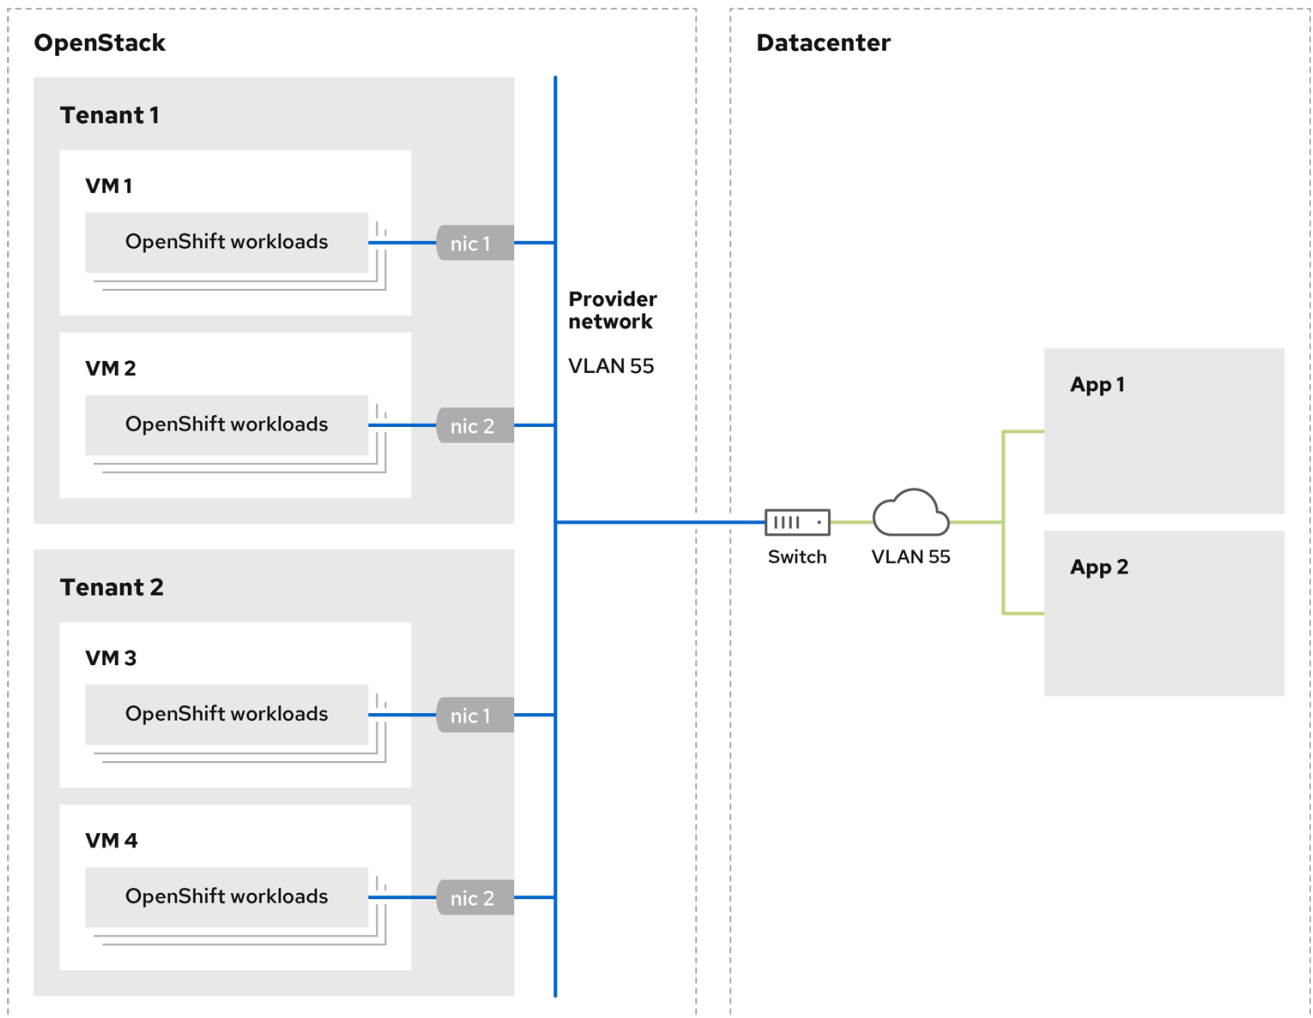 OpenStack
Tenant 1
VM 1
OpenShift workloads
nic 1
VM 2
OpenShift workloads
nic 2
Provider
network
VLAN 55
Tenant 2
VM 3
OpenShift workloads
nic 1
VM 4
OpenShift workloads
nic 2
Datacenter
Switch
VLAN 55
App 1
App 2